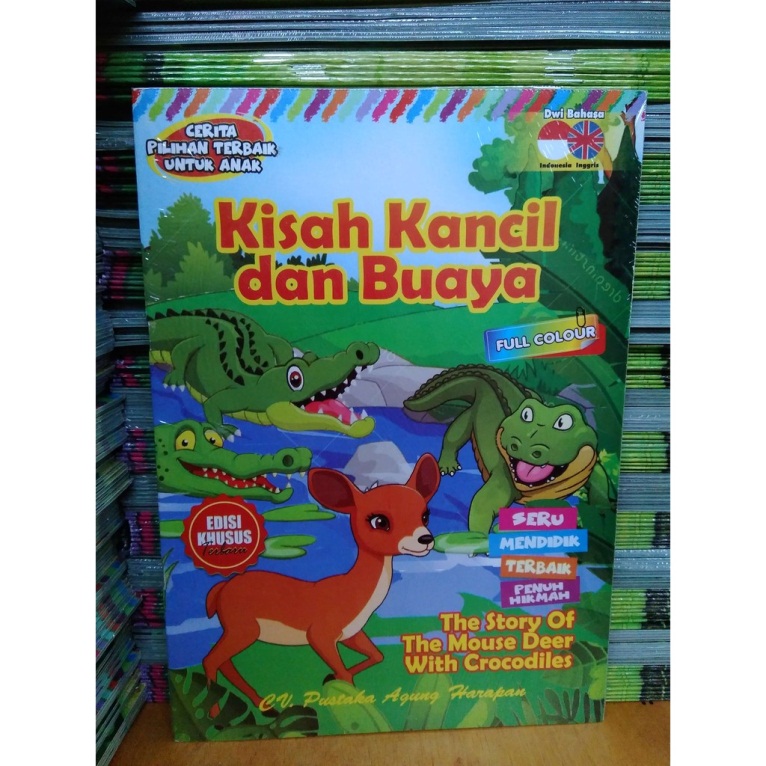 CERITA
PILIHAN TERBAIK
UNTUK ANAK
Dwi Bahasa
Indonesia Inggris
Kisah Kancil
dan Buaya
FULL COLOUR
EDISI
KHUSUS
Terbaru
SERU
MENDIDIK
TERBAIK
PENUH
HIKMAH
The Story Of
The Mouse Deer
With Crocodiles
C.V. Pustaka Agung Harapan